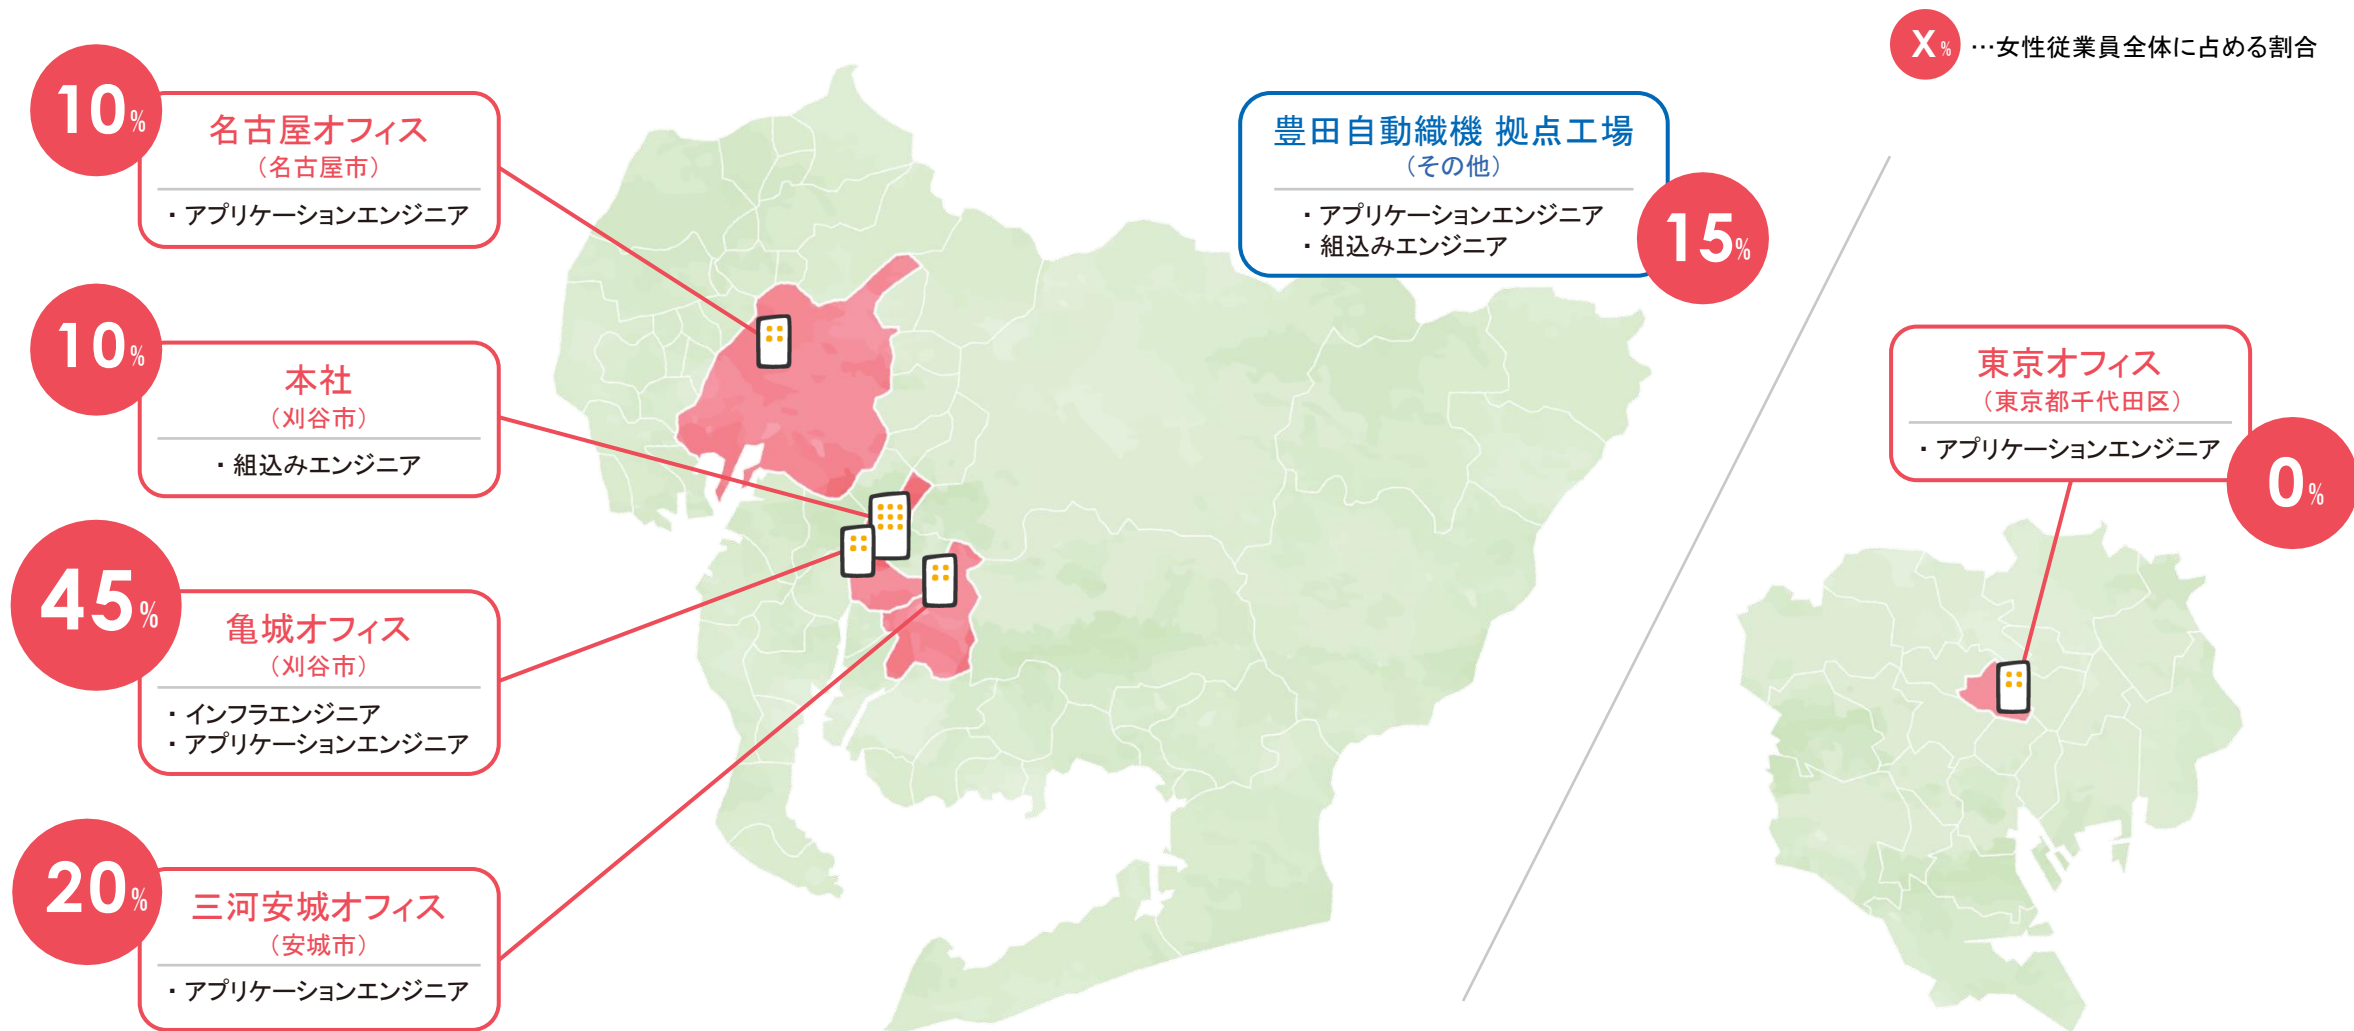 X% …女性従業員全体に占める割合
10%
名古屋オフィス
（名古屋市）
・アプリケーションエンジニア
10%
本社
（刈谷市）
・組込みエンジニア
45%
亀城オフィス
（刈谷市）
・インフラエンジニア
・アプリケーションエンジニア
20%
三河安城オフィス
（安城市）
・アプリケーションエンジニア
豊田自動織機 拠点工場
（その他）
・アプリケーションエンジニア
・組込みエンジニア
15%
東京オフィス
（東京都千代田区）
・アプリケーションエンジニア
0%